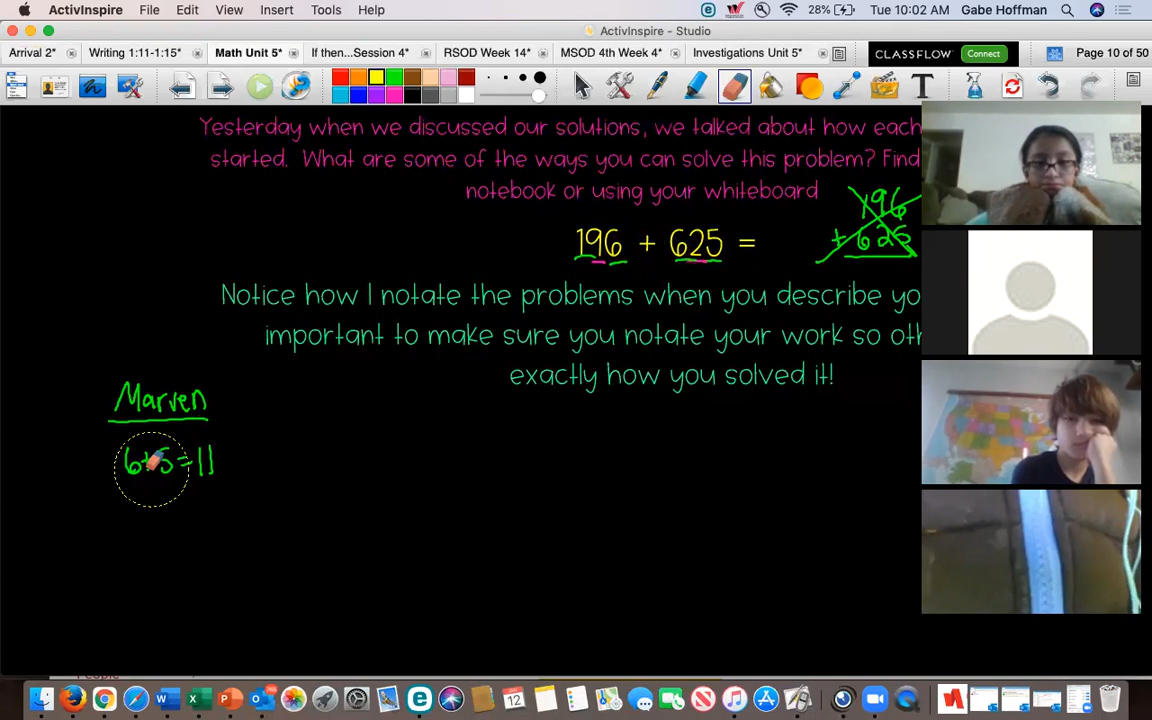 ActivInspire File Edit View Insert Tools Help 28% Tue 10:02 AM Gabe Hoffman
ActivInspire - Studio
Arrival 2* Writing 1:11-1:15* Math Unit 5* If then...Session 4* RSOD Week 14* MSOD 4th Week 4* Investigations Unit 5* CLASSFLOW Connect Page 10 of 50
Yesterday when we discussed our solutions, we talked about how each
started. What are some of the ways you can solve this problem? Find
notebook or using your whiteboard
196
196 + 625 =
+ 625
Notice how I notate the problems when you describe yo
important to make sure you notate your work so oth
exactly how you solved it!
Marven
6+5=11